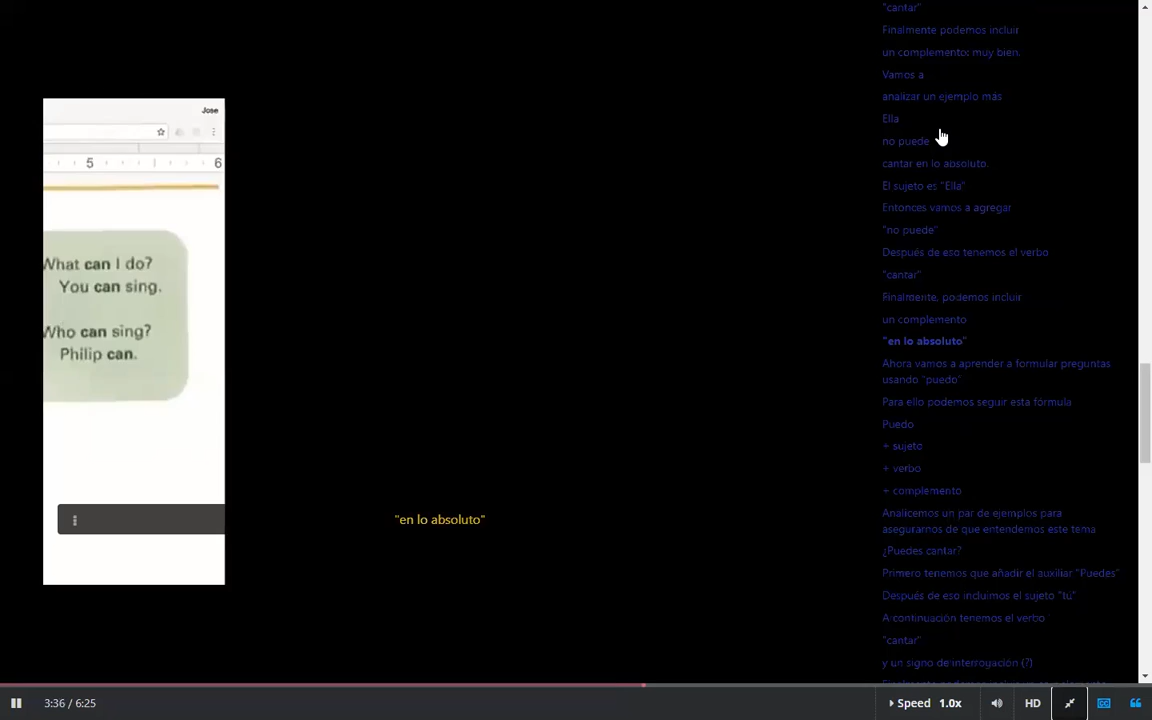 Jose
5 6
What can I do?
You can sing.
Who can sing?
Philip can.
"en lo absoluto"
"cantar"
Finalmente podemos incluir
un complemento: muy bien.
Vamos a
analizar un ejemplo más
Ella
no puede
cantar en lo absoluto.
El sujeto es "Ella"
Entonces vamos a agregar
"no puede"
Después de eso tenemos el verbo
"cantar"
Finalmente, podemos incluir
un complemento
"en lo absoluto"
Ahora vamos a aprender a formular preguntas
usando "puedo"
Para ello podemos seguir esta fórmula
Puedo
+ sujeto
+ verbo
+ complemento
Analicemos un par de ejemplos para
asegurarnos de que entendemos este tema
¿Puedes cantar?
Primero tenemos que añadir el auxiliar "Puedes"
Después de eso incluimos el sujeto "tú"
A continuación tenemos el verbo
"cantar"
y un signo de interrogación (?)
3:36 / 6:25
Speed 1.0x
HD